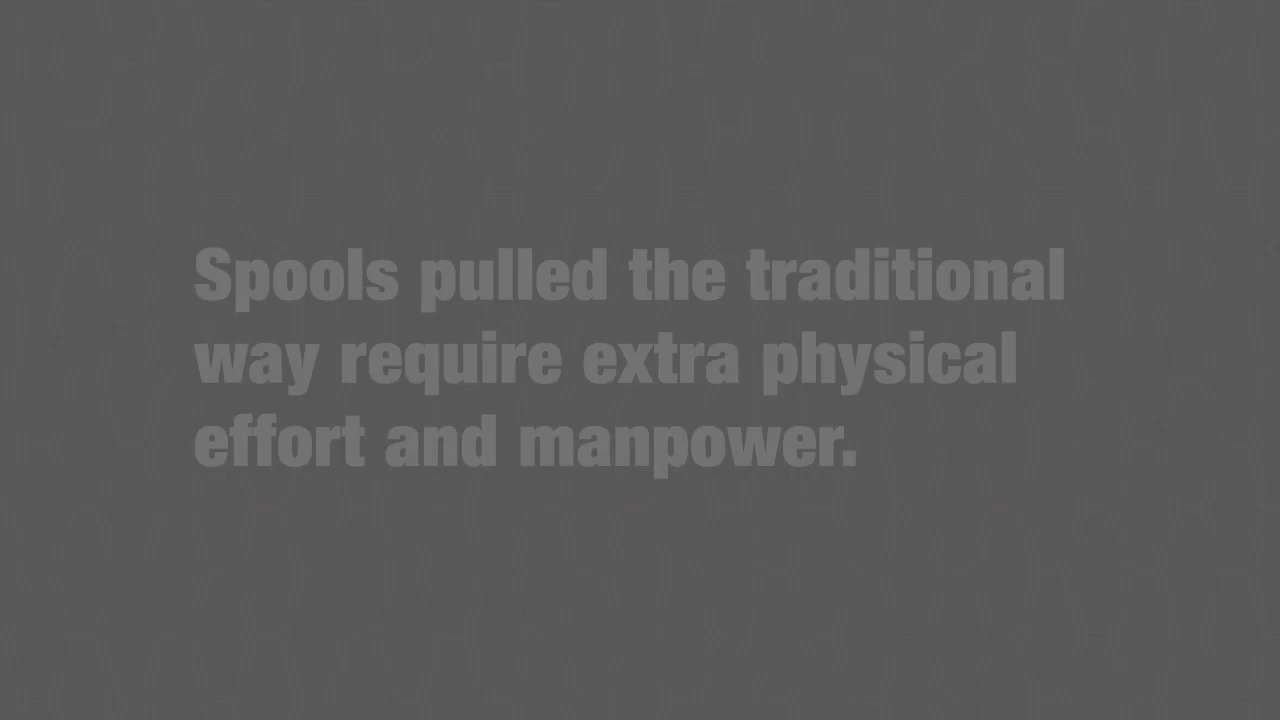 Spools pulled the traditional
way require extra physical
effort and manpower.